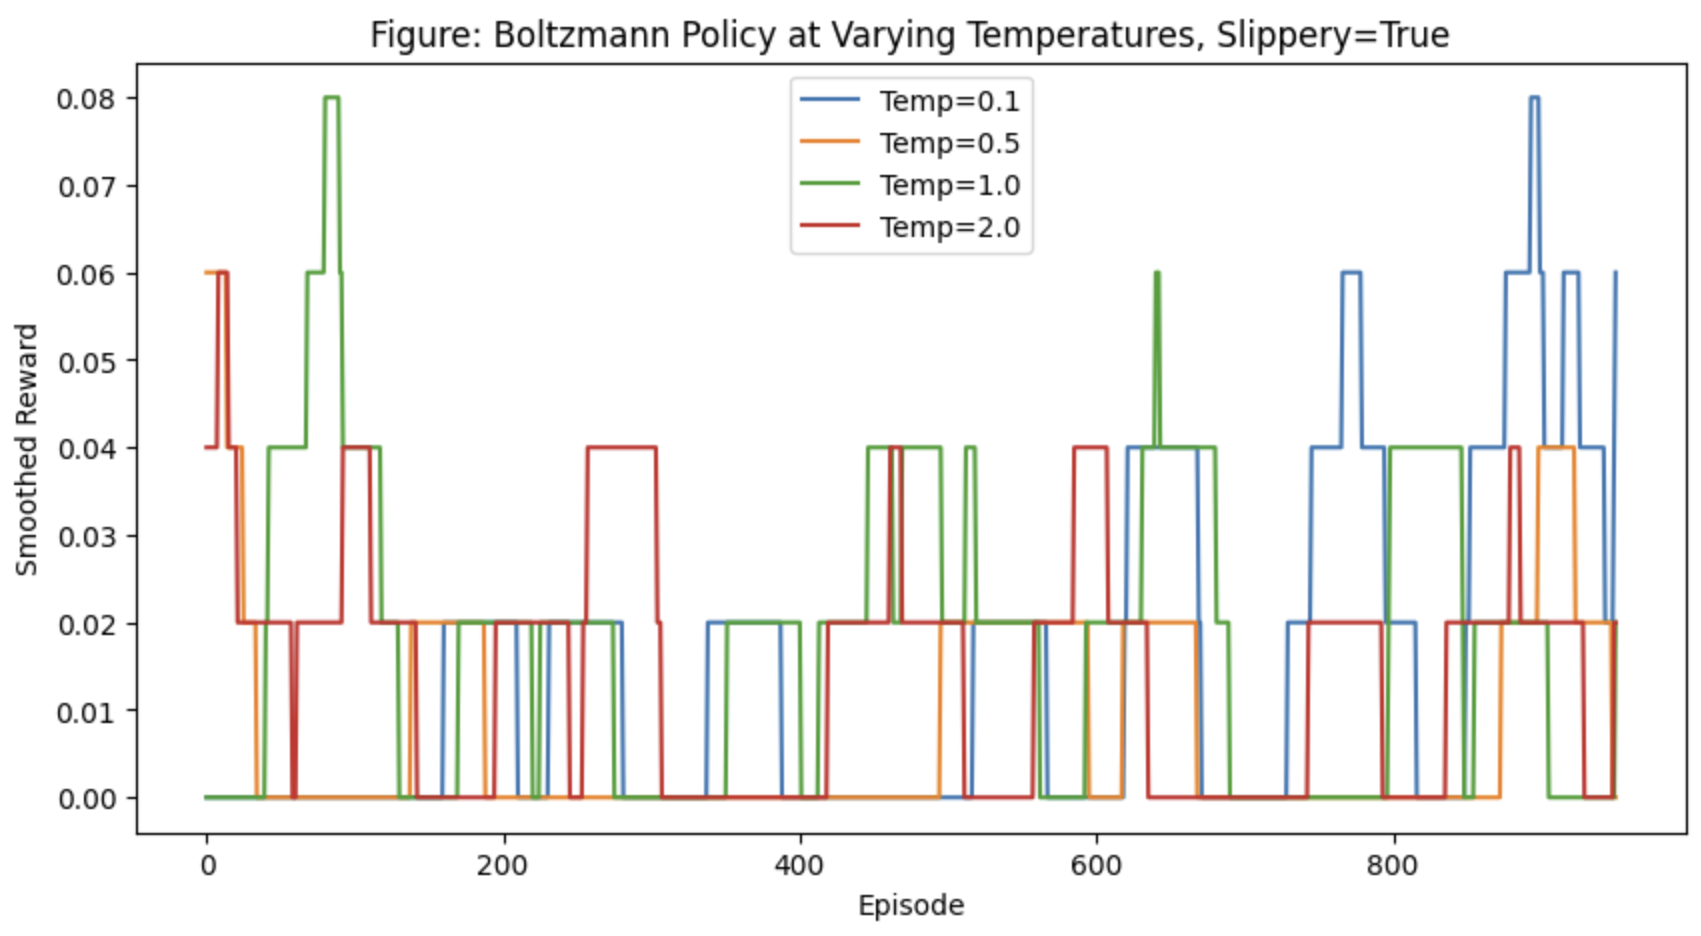 Figure: Boltzmann Policy at Varying Temperatures, Slippery=True
Temp=0.1
Temp=0.5
Temp=1.0
Temp=2.0
Smoothed Reward
0.08
0.07
0.06
0.05
0.04
0.03
0.02
0.01
0.00
0 200 400 600 800
Episode